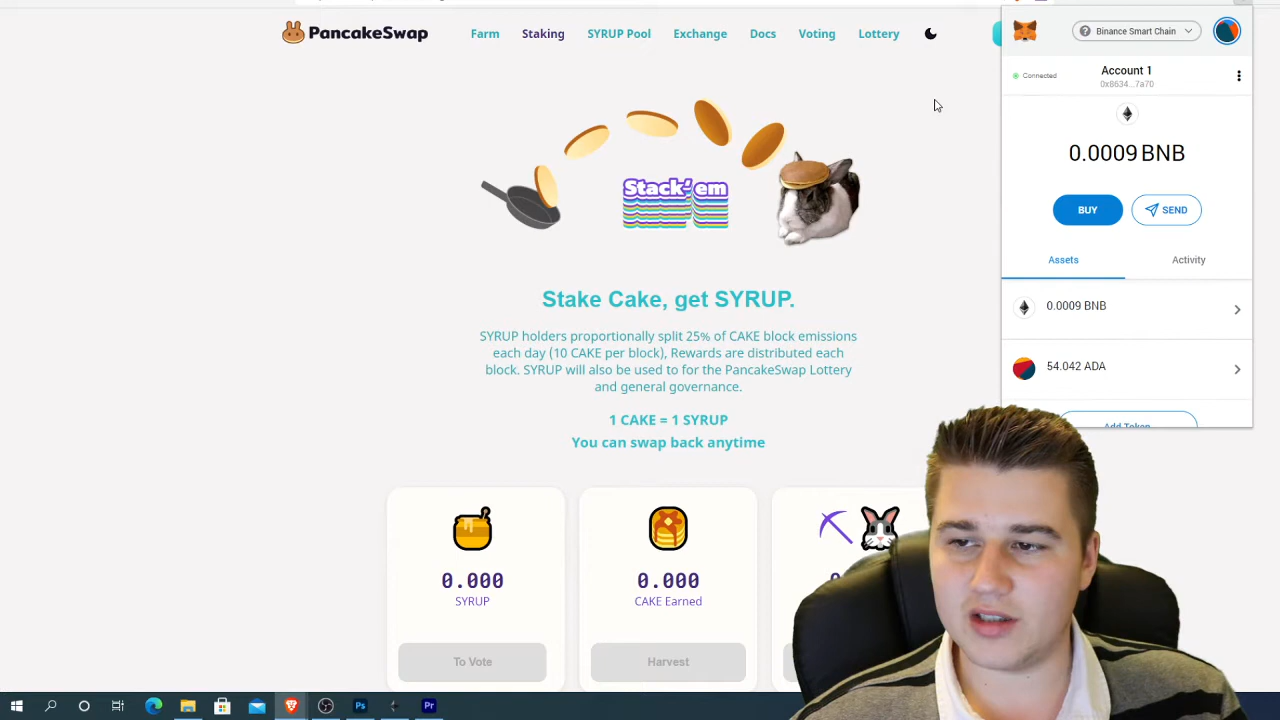 PancakeSwap
Farm Staking SYRUP Pool Exchange Docs Voting Lottery
Stack'em
Stake Cake, get SYRUP.
SYRUP holders proportionally split 25% of CAKE block emissions
each day (10 CAKE per block), Rewards are distributed each
block. SYRUP will also be used to for the PancakeSwap Lottery
and general governance.
1 CAKE = 1 SYRUP
You can swap back anytime
0.000
SYRUP
To Vote
0.000
CAKE Earned
Harvest
Binance Smart Chain
Connected
Account 1
0x8634...7a70
0.0009 BNB
BUY
SEND
Assets
Activity
0.0009 BNB
54.042 ADA
Add Token